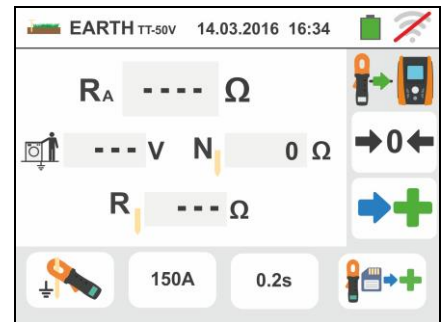 EARTH TT-50V 14.03.2016 16:34
RA - - - - Ω
- - - V N 0 Ω
→0←
R - - - Ω
150A 0.2s